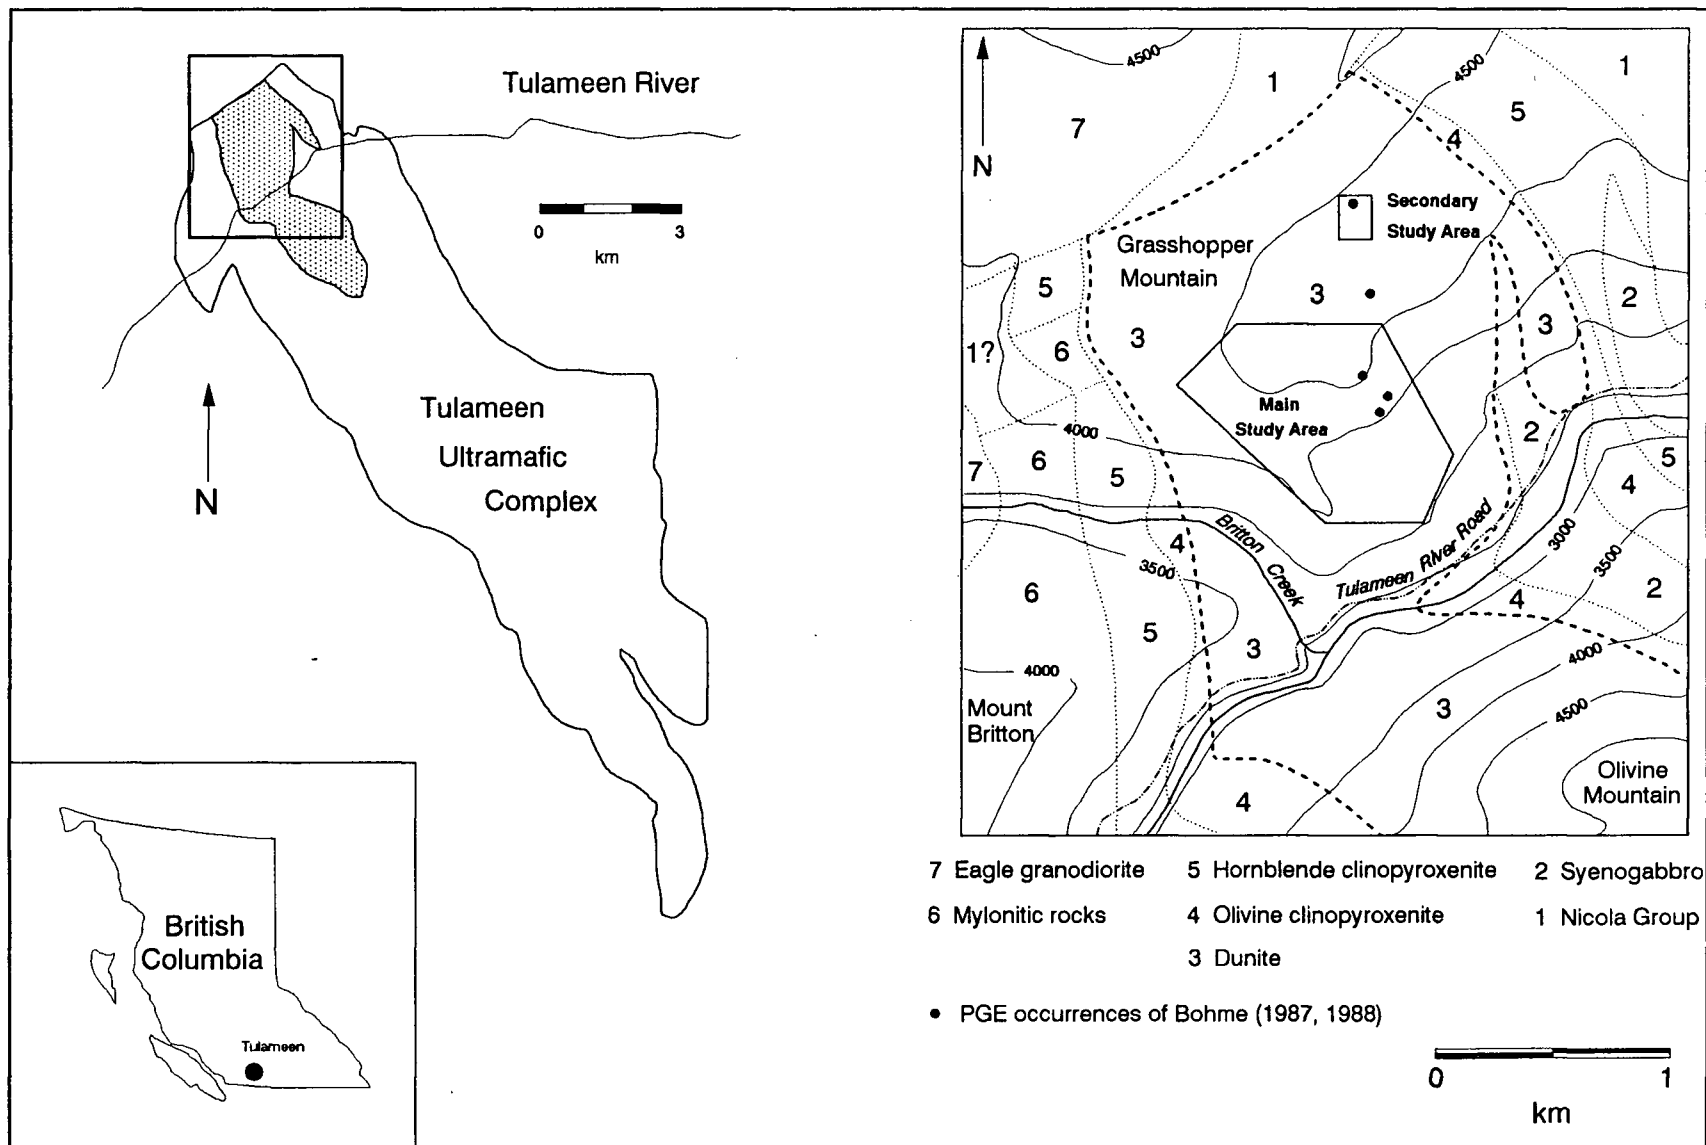 Tulameen River
0
3
km
Tulameen
Ultramafic
Complex
N
British
Columbia
Tulameen
N
4500
1
4500
1
7
5
4
Secondary
Study Area
Grasshopper
Mountain
5
3
2
3
3
1?
6
Main
Study Area
4000
2
7
6
5
5
4
Britton
Creek
4
3500
Tulameen River Road
3000
3500
6
5
3
4
2
4000
4000
Mount
Britton
3
4500
Olivine
Mountain
4
7 Eagle granodiorite
5 Hornblende clinopyroxenite
2 Syenogabbro
6 Mylonitic rocks
4 Olivine clinopyroxenite
1 Nicola Group
3 Dunite
• PGE occurrences of Bohme (1987, 1988)
0
1
km